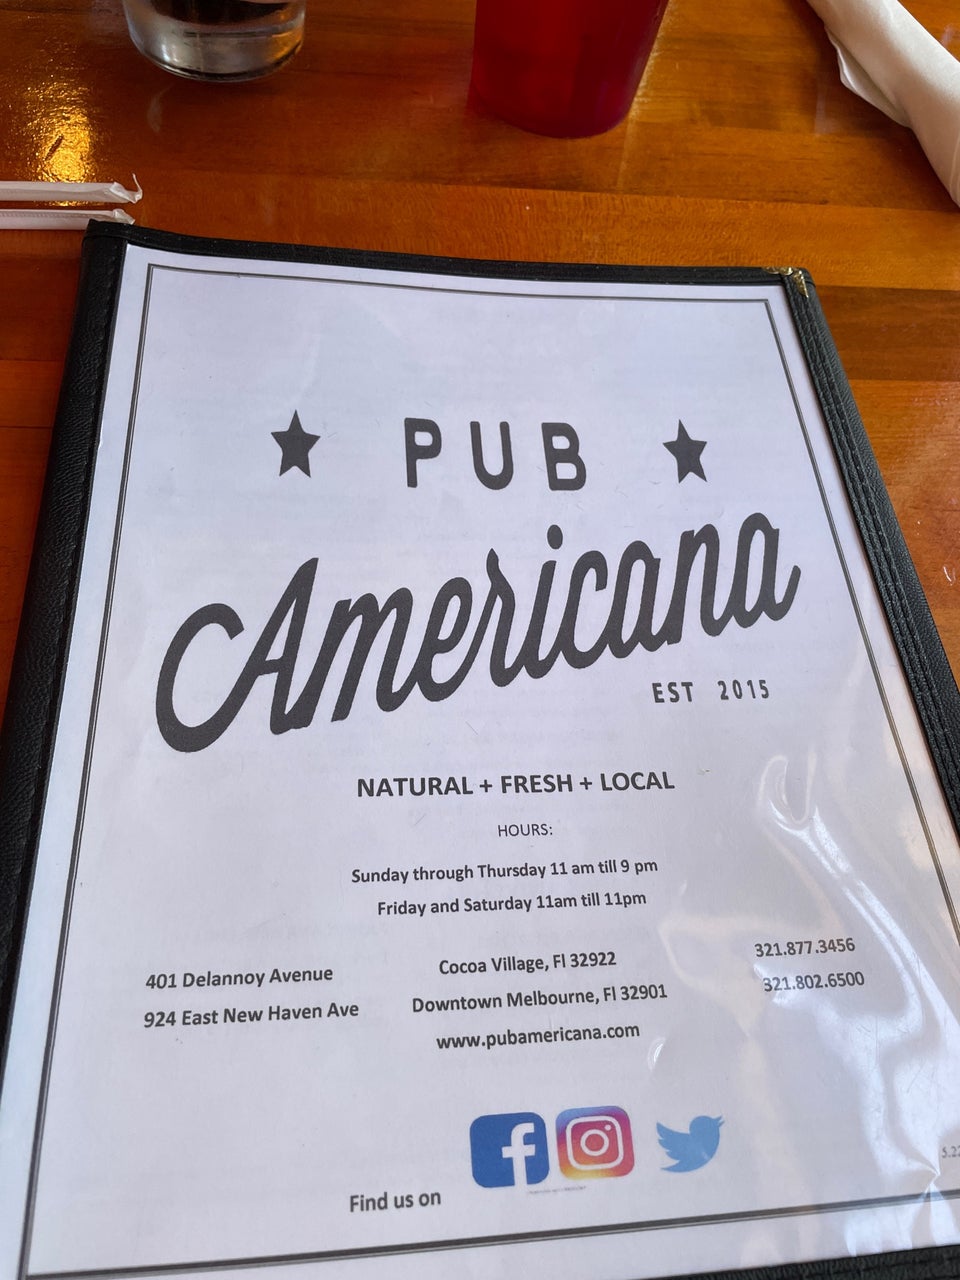 PUB
Americana
EST 2015
NATURAL + FRESH + LOCAL
HOURS:
Sunday through Thursday 11 am till 9 pm
Friday and Saturday 11am till 11pm
401 Delannoy Avenue Cocoa Village, Fl 32922 321.877.3456
924 East New Haven Ave Downtown Melbourne, Fl 32901 321.802.6500
www.pubamericana.com
Find us on
5.22